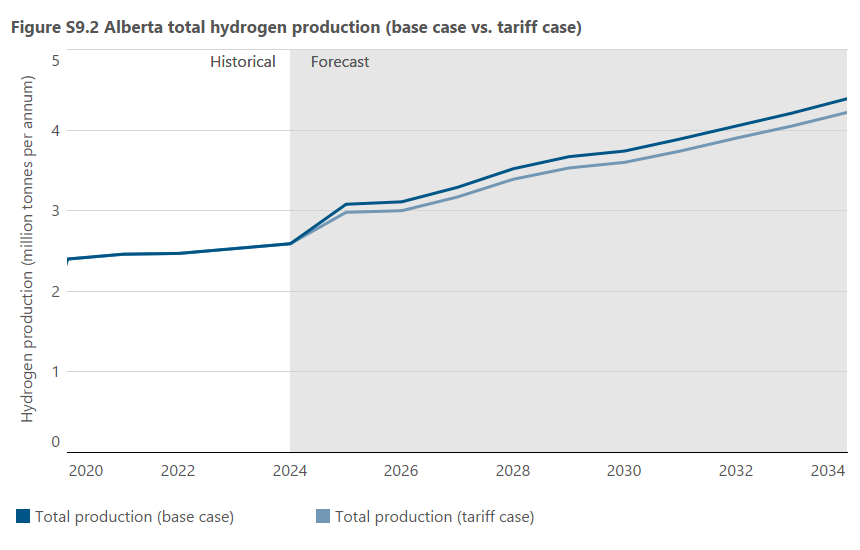 Figure S9.2 Alberta total hydrogen production (base case vs. tariff case)
Hydrogen production (million tonnes per annum)
Historical
Forecast
5
4
3
2
1
0
2020 2022 2024 2026 2028 2030 2032 2034
Total production (base case)
Total production (tariff case)